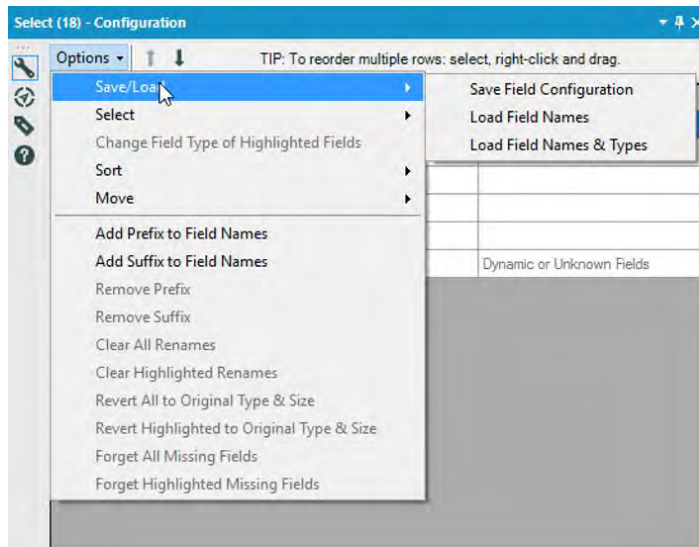 Select (18) - Configuration
Options TIP: To reorder multiple rows: select, right-click and drag.
Save/Load
Save Field Configuration
Load Field Names
Load Field Names & Types
Select
Change Field Type of Highlighted Fields
Sort
Move
Add Prefix to Field Names
Add Suffix to Field Names
Dynamic or Unknown Fields
Remove Prefix
Remove Suffix
Clear All Renames
Clear Highlighted Renames
Revert All to Original Type & Size
Revert Highlighted to Original Type & Size
Forget All Missing Fields
Forget Highlighted Missing Fields